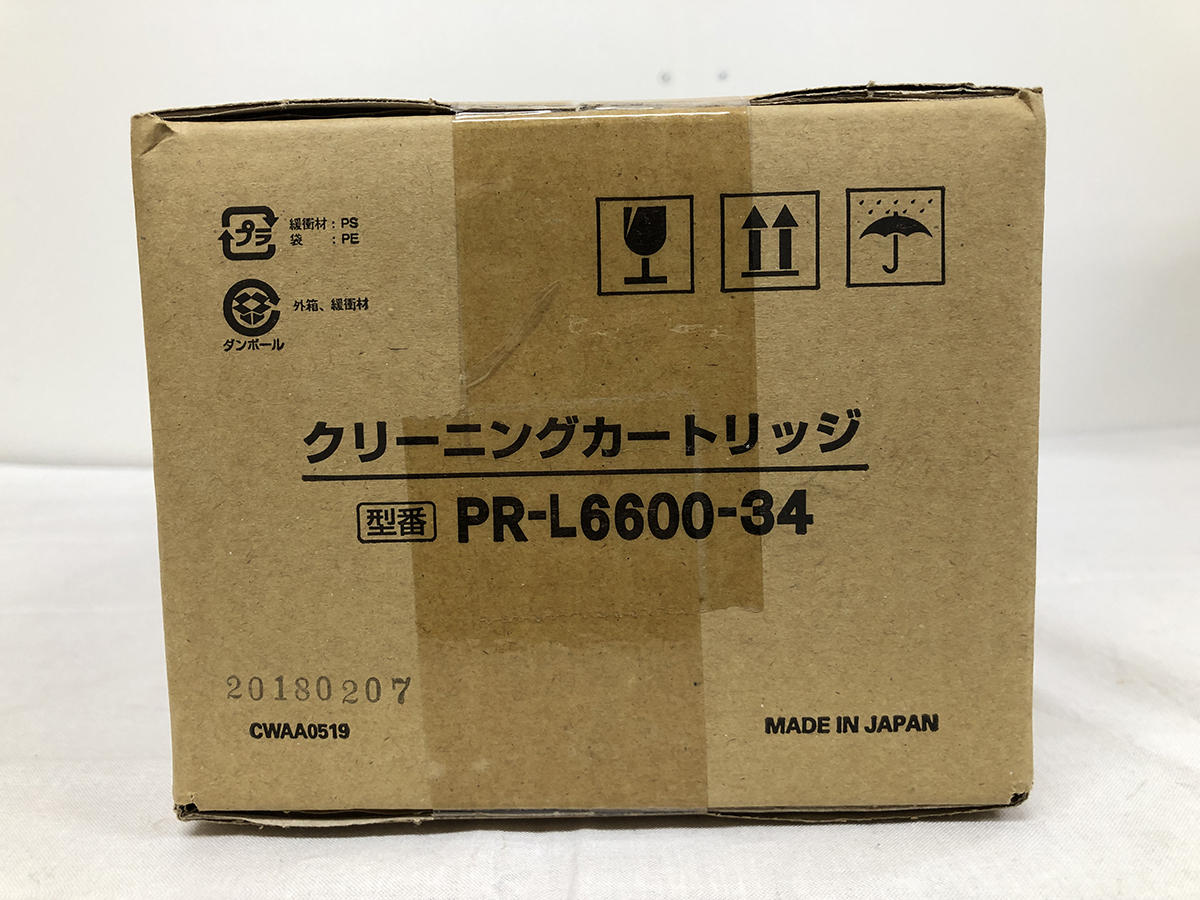 プラ
緩衝材：PS
袋　　：PE
外箱、緩衝材
ダンボール
クリーニングカートリッジ
型番 PR-L6600-34
20180207
CWAA0519
MADE IN JAPAN